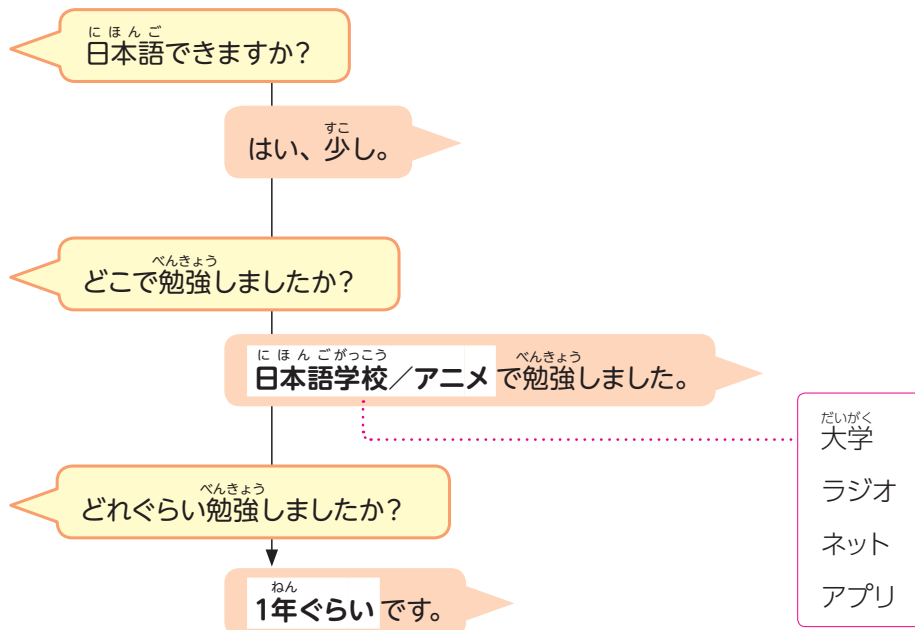 にほんご
日本語できますか?
すこ
はい、少し。
べんきょう
どこで勉強しましたか?
にほんごがっこう べんきょう
日本語学校/アニメで勉強しました。
だいがく
大学
ラジオ
ネット
アプリ
べんきょう
どれぐらい勉強しましたか?
ねん
1年ぐらいです。